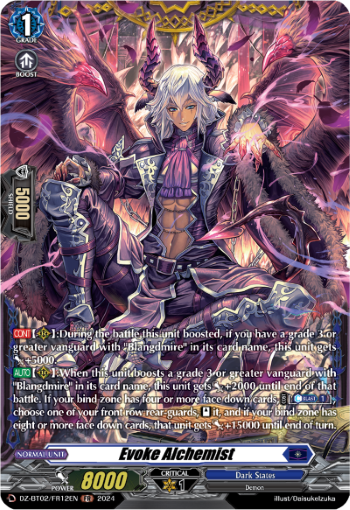 1
GRADE
BOOST
5000
SHIELD
CONT 【 (R) 】:During the battle this unit boosted, if you have a grade 3 or
greater vanguard with "Blangdmire" in its card name, this unit gets
+5000.
AUTO 【 (R) 】:When this unit boosts a grade 3 or greater vanguard with
"Blangdmire" in its card name, this unit gets +2000 until end of that
battle. If your bind zone has four or more face down cards, BLAST 1
choose one of your front row rear-guards, it, and if your bind zone has
eight or more face down cards, that unit gets +15000 until end of turn.
NORMAL UNIT
Evoke Alchemist
POWER 8000
CRITICAL
1
Dark States
Demon
DZ-BT02/FR12EN FR 2024
Illust/DaisukeIzuka